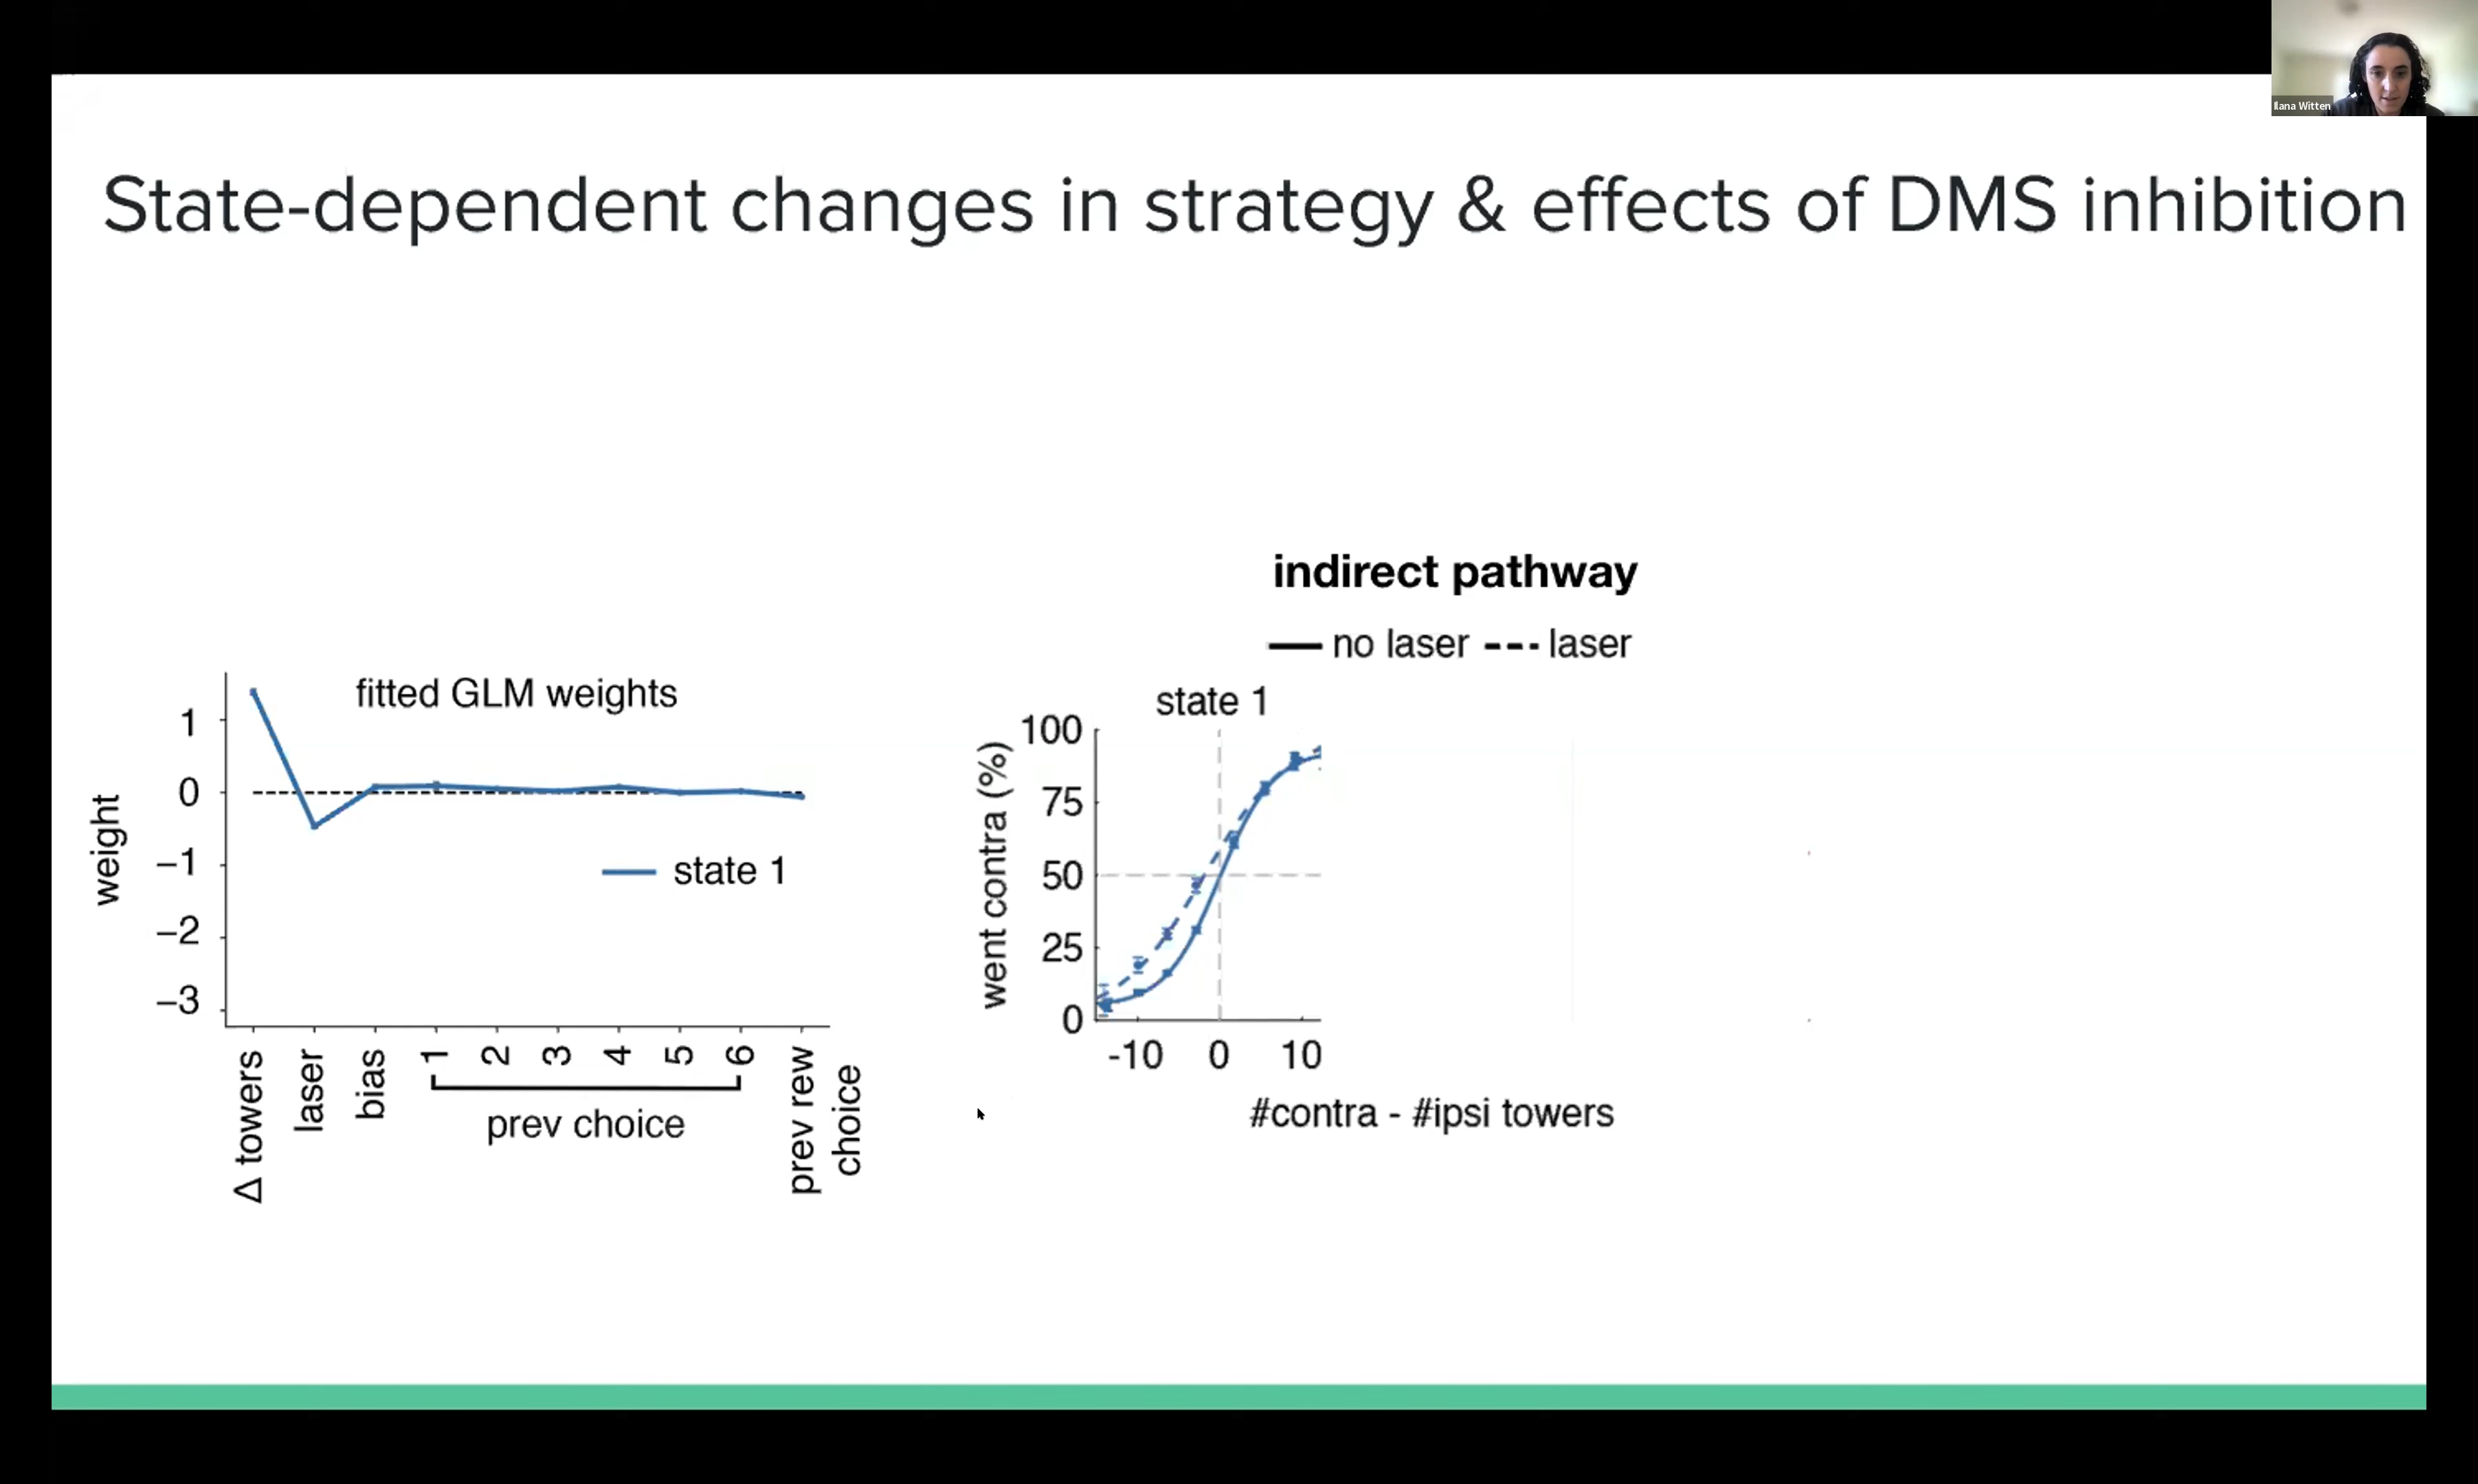 Ilana Witten
State-dependent changes in strategy & effects of DMS inhibition
fitted GLM weights
weight
1
0
−1
−2
−3
state 1
Δ towers
laser
bias
1
2
3
4
5
6
prev choice
prev rew
choice
indirect pathway
no laser
laser
state 1
went contra (%)
100
75
50
25
0
-10
0
10
#contra - #ipsi towers